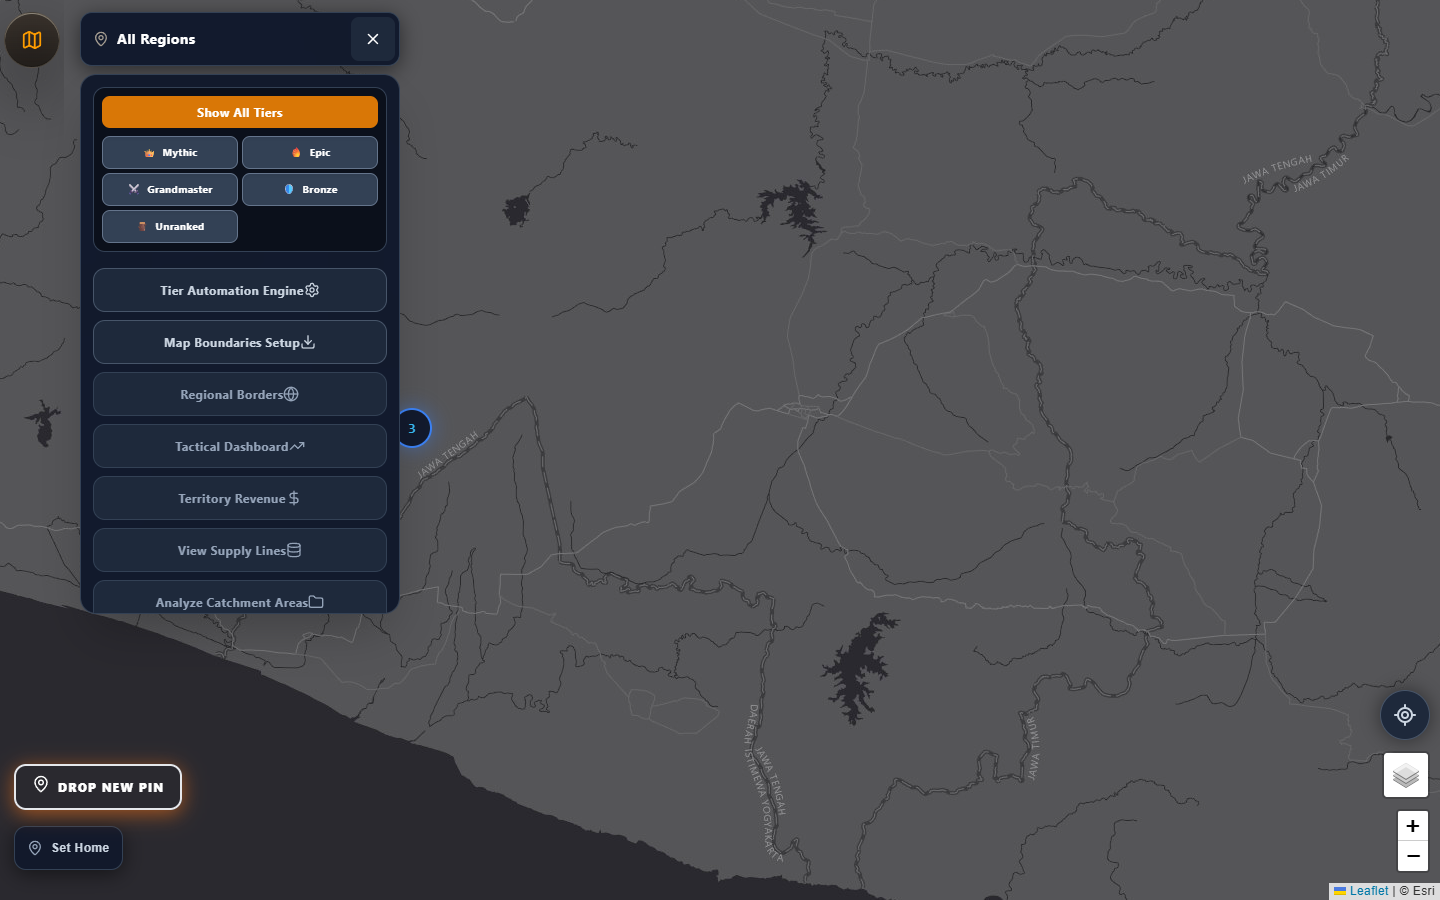 All Regions
Show All Tiers
Mythic
Epic
Grandmaster
Bronze
Unranked
Tier Automation Engine
Map Boundaries Setup
Regional Borders
Tactical Dashboard
Territory Revenue
View Supply Lines
Analyze Catchment Areas
3
JAWA TENGAH
JAWA TENGAH
JAWA TIMUR
DAERAH ISTIMEWA YOGYAKARTA
JAWA TENGAH
JAWA TIMUR
DROP NEW PIN
Set Home
+
−
Leaflet | © Esri